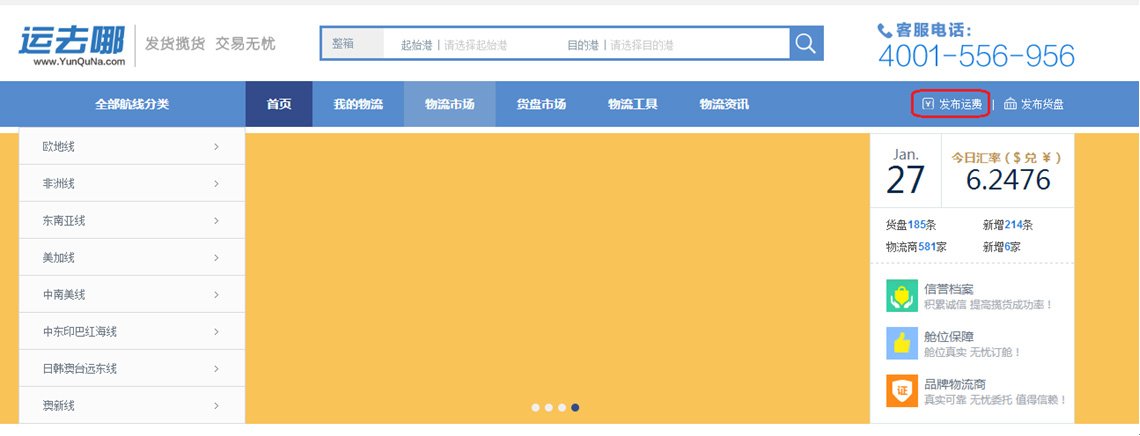 运去哪
www.YunQuNa.com
发货揽货 交易无忧
整箱 起始港 | 请选择起始港 目的港 | 请选择目的港
客服电话:
4001-556-956
全部航线分类 首页 我的物流 物流市场 货盘市场 物流工具 物流资讯 发布运费 | 发布货盘
欧地线
非洲线
东南亚线
美加线
中南美线
中东印巴红海线
日韩澳台远东线
澳新线
Jan.
27
今日汇率 ( $ 兑 ¥ )
6.2476
货盘185条 新增214条
物流商581家 新增6家
信誉档案
积累诚信 提高揽货成功率！
舱位保障
舱位真实 无忧订舱！
证
品牌物流商
真实可靠 无忧委托 值得信赖！